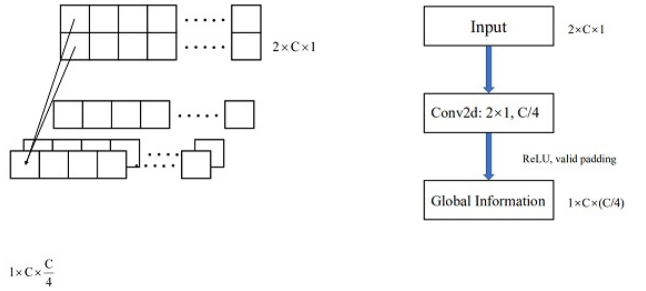 2×C×1
1×C×C/4
Input
2×C×1
Conv2d: 2×1, C/4
ReLU, valid padding
Global Information
1×C×(C/4)